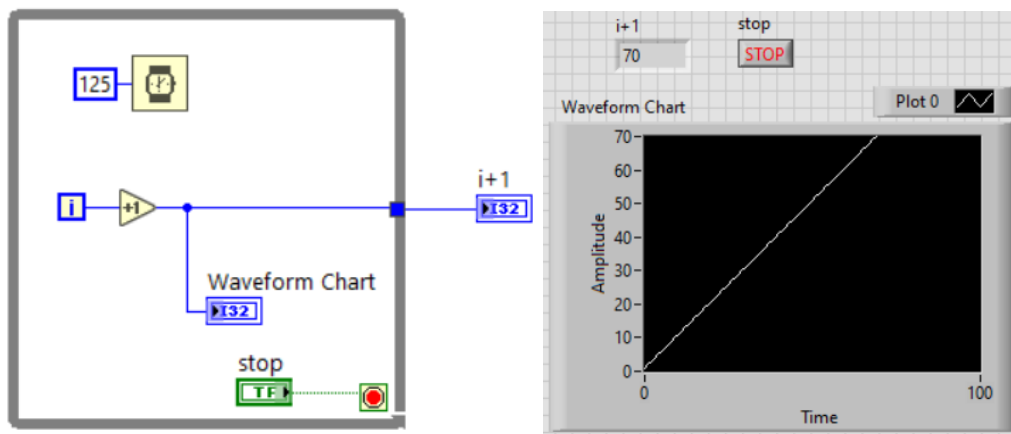 125
i
+1
i+1
I32
Waveform Chart
I32
stop
TF
i+1
70
stop
STOP
Waveform Chart
Plot 0
Amplitude
70
60
50
40
30
20
10
0
0
100
Time